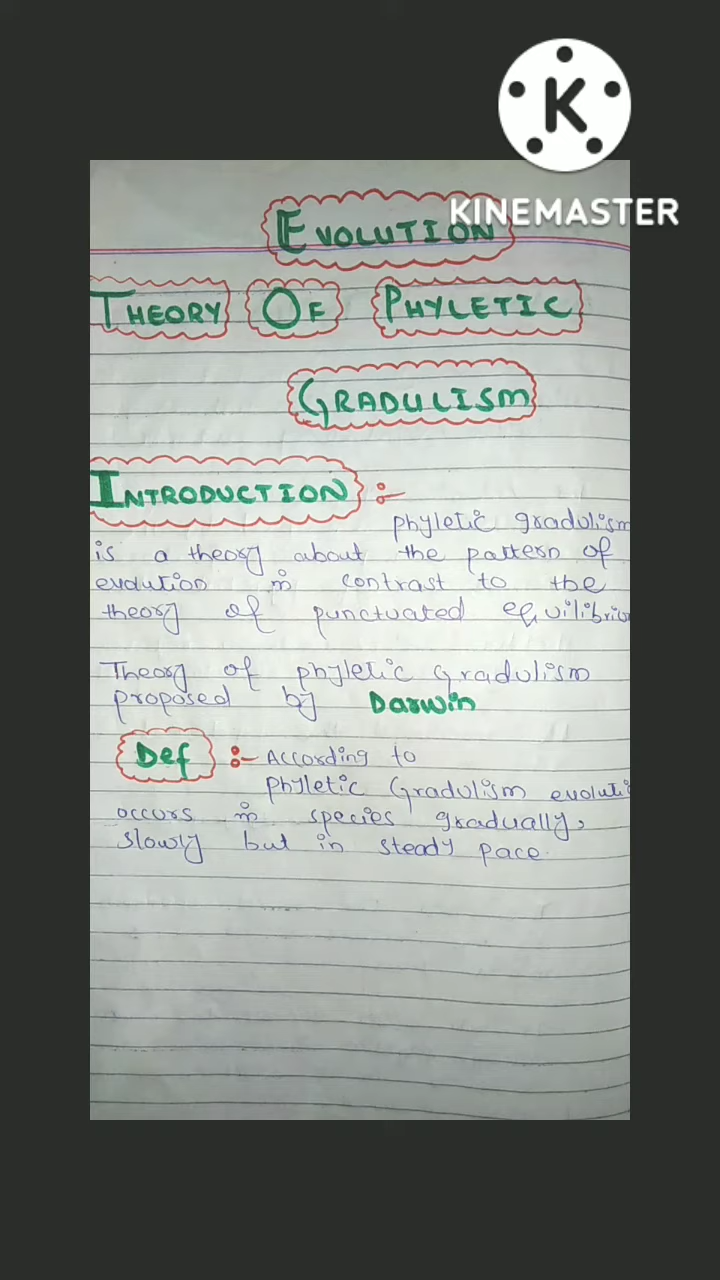 K
KINEMASTER
EVOLUTION
THEORY OF PHYLETIC
GRADULISM
INTRODUCTION :-
phyletic gradulism
is a theory about the pattern of
evolution in contrast to the
theory of punctuated equilibriu
Theory of phyletic Gradulism
proposed by Darwin
Def :- According to
phyletic Gradulism evoluti
occurs in species gradually,
slowly but in steady pace.